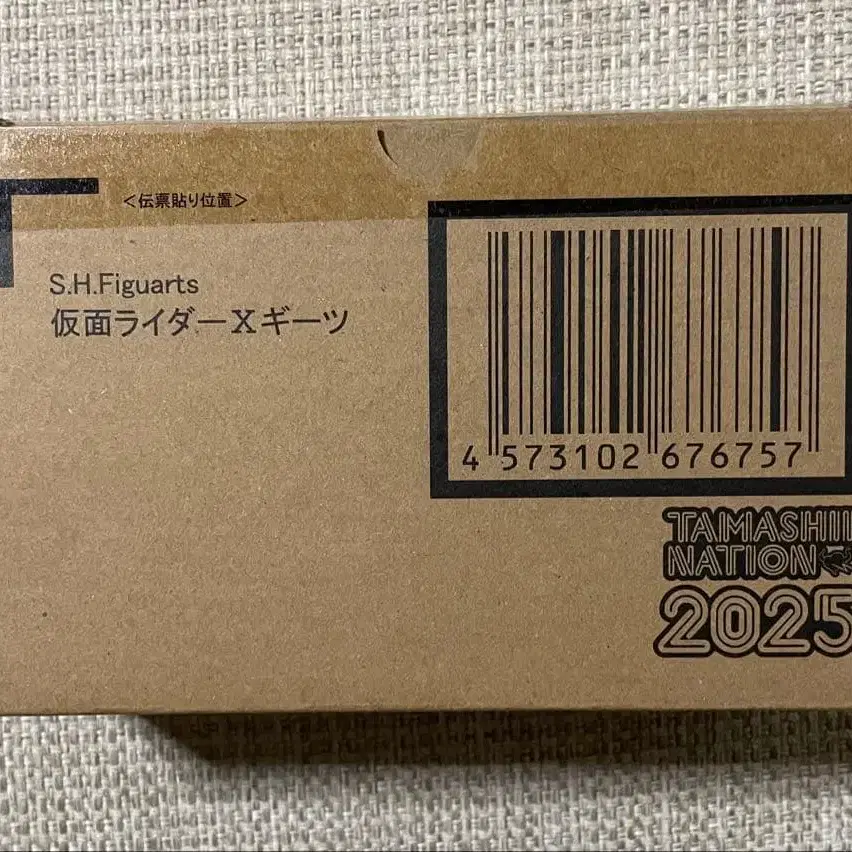 <伝票貼り位置>
S.H.Figuarts
仮面ライダーXギーツ
4 573102 676757
TAMASHII
NATION
2025